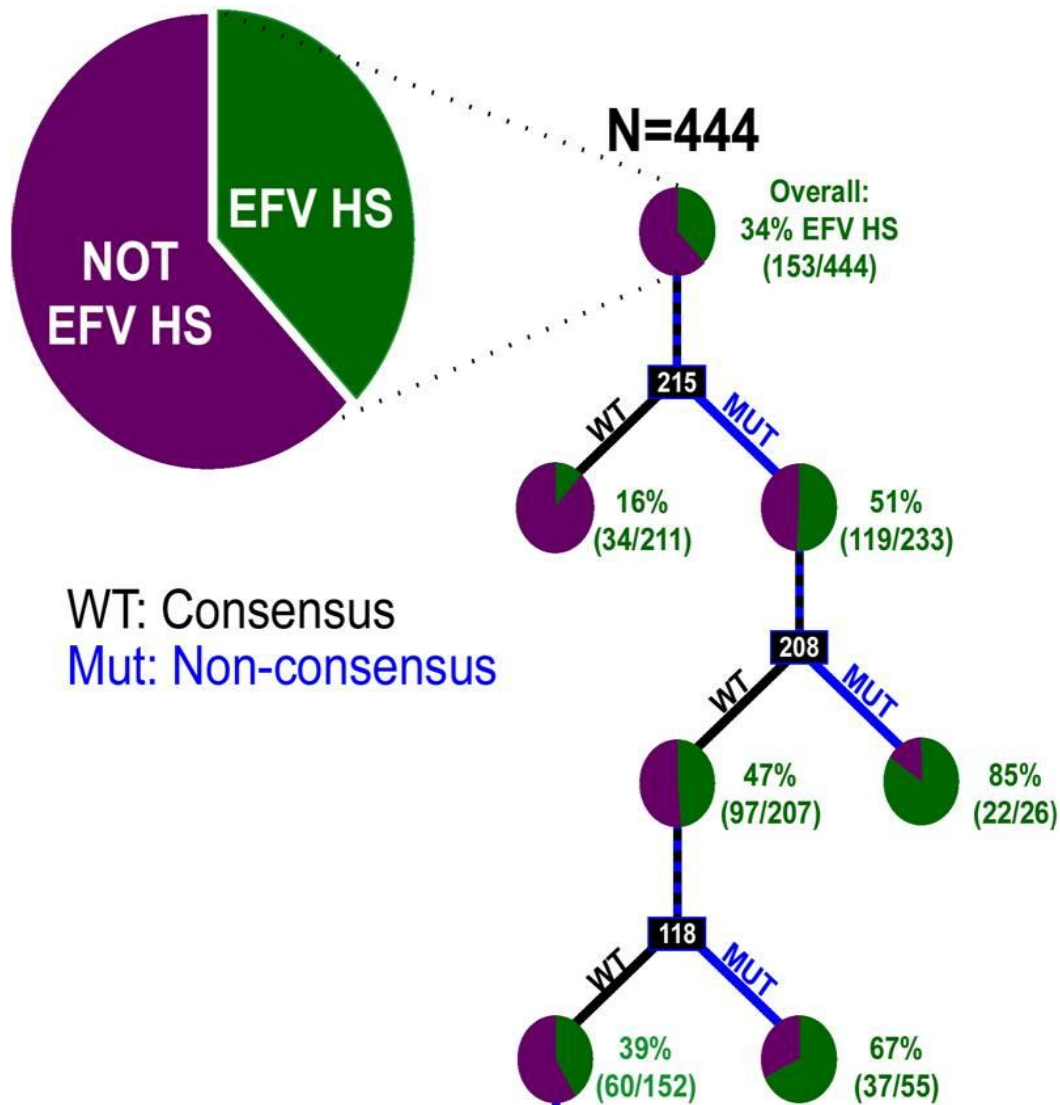 NOT
EFV HS
EFV HS
N=444
Overall:
34% EFV HS
(153/444)
215
WT
MUT
16%
(34/211)
51%
(119/233)
WT: Consensus
Mut: Non-consensus
208
WT
MUT
47%
(97/207)
85%
(22/26)
118
WT
MUT
39%
(60/152)
67%
(37/55)